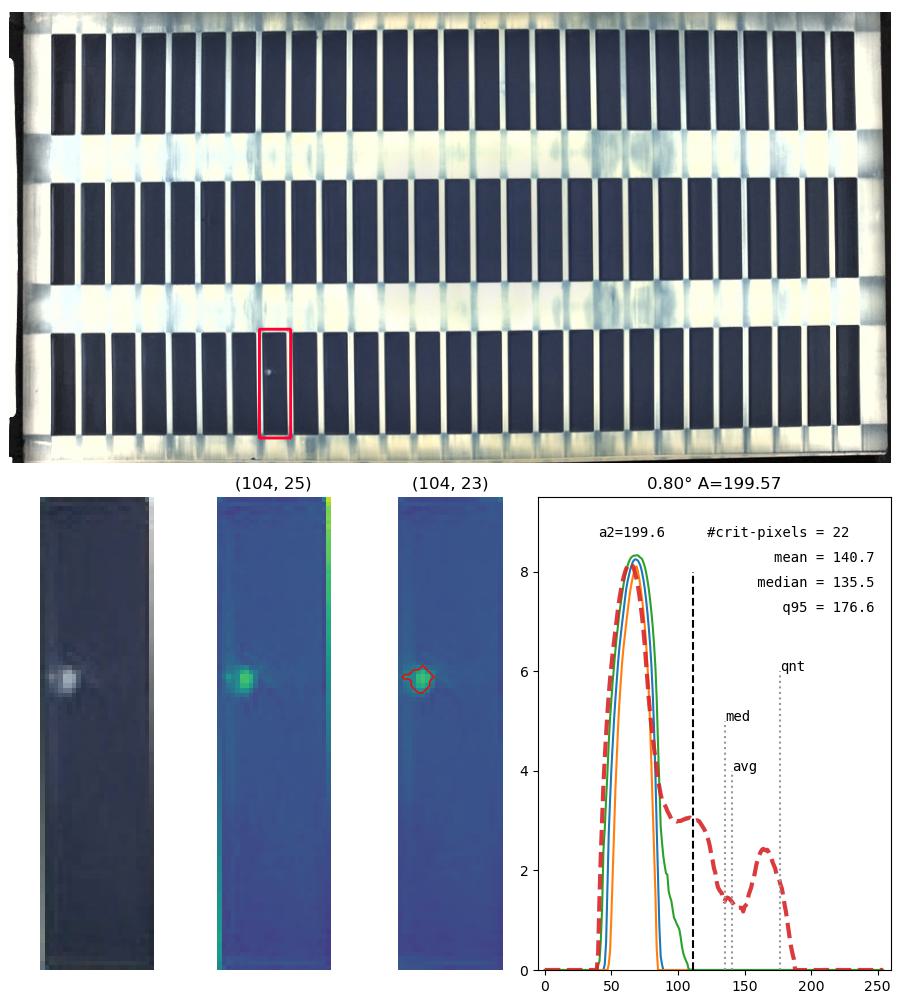 (104, 25)
(104, 23)
0.80° A=199.57
a2=199.6
#crit-pixels = 22
mean = 140.7
median = 135.5
q95 = 176.6
qnt
med
avg
8
6
4
2
0
0 50 100 150 200 250